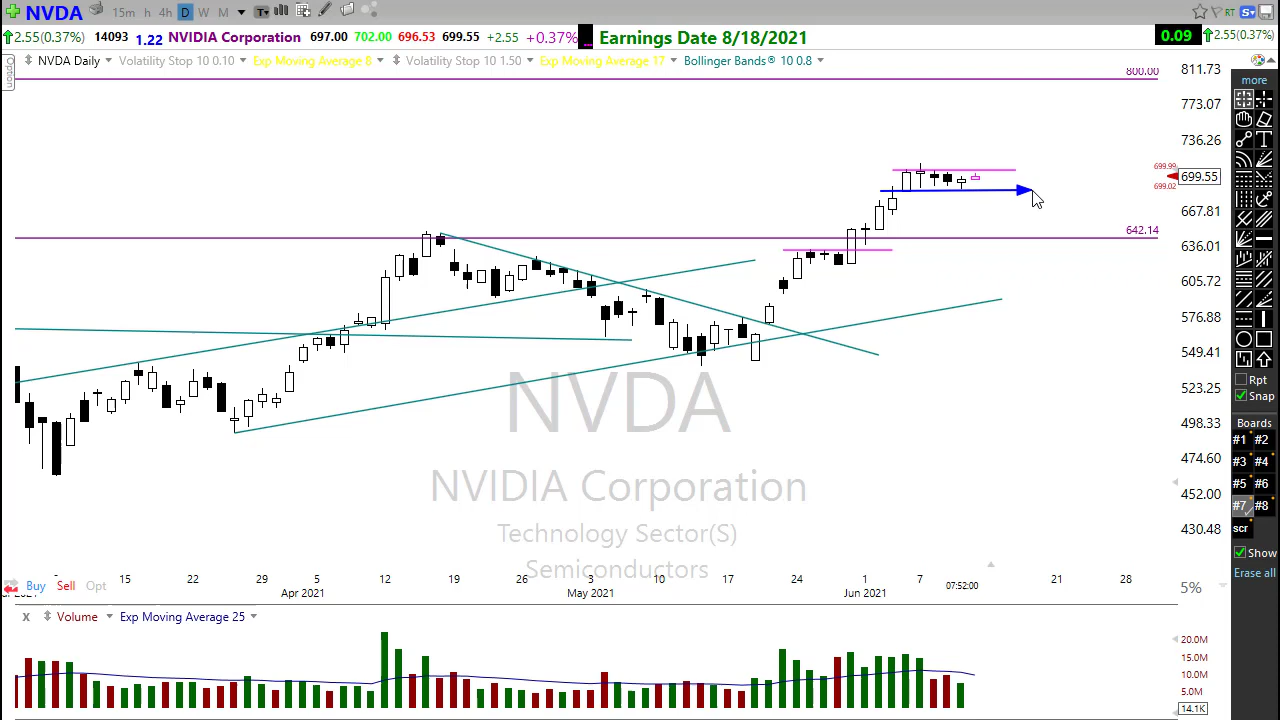 NVDA 15m h 4h D W M T RT S
2.55(0.37%) 14093 1.22 NVIDIA Corporation 697.00 702.00 696.53 699.55 +2.55 +0.37% Earnings Date 8/18/2021 0.09 2.55(0.37%)
Option
NVDA Daily Volatility Stop 10 0.10 Exp Moving Average 8 Volatility Stop 10 1.50 Exp Moving Average 17 Bollinger Bands® 10 0.8
800.00
811.73
773.07
736.26
699.99
699.55
699.02
667.81
642.14
636.01
605.72
576.88
549.41
523.25
498.33
474.60
452.00
430.48
NVDA
NVIDIA Corporation
Technology Sector(S)
Semiconductors
15 22 29 5 12 19 26 3 10 17 24 1 7 07:52:00 21 28
Apr 2021 May 2021 Jun 2021
Buy Sell Opt
5%
x Volume Exp Moving Average 25
20.0M
15.0M
10.0M
5.0M
14.1K
more
T
Rpt
Snap
Boards
#1 #2
#3 #4
#5 #6
#7 #8
scr
Show
Erase all